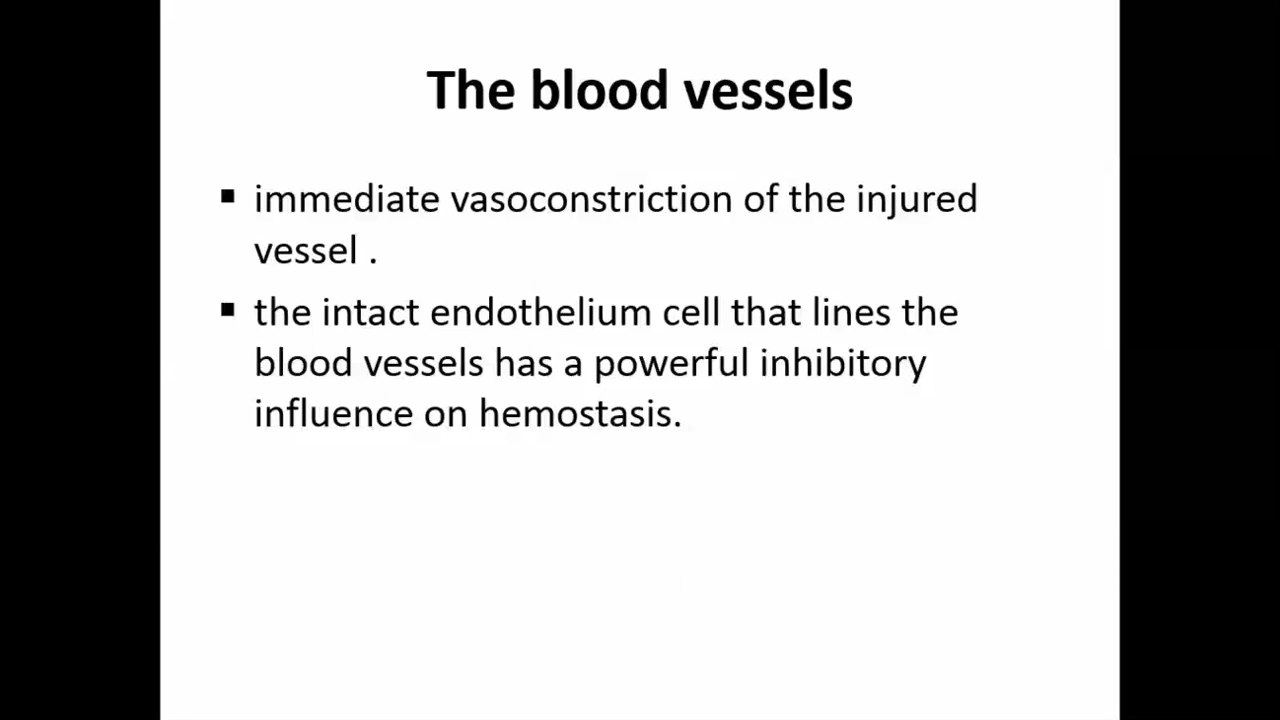 The blood vessels
▪ immediate vasoconstriction of the injured
vessel .
▪ the intact endothelium cell that lines the
blood vessels has a powerful inhibitory
influence on hemostasis.